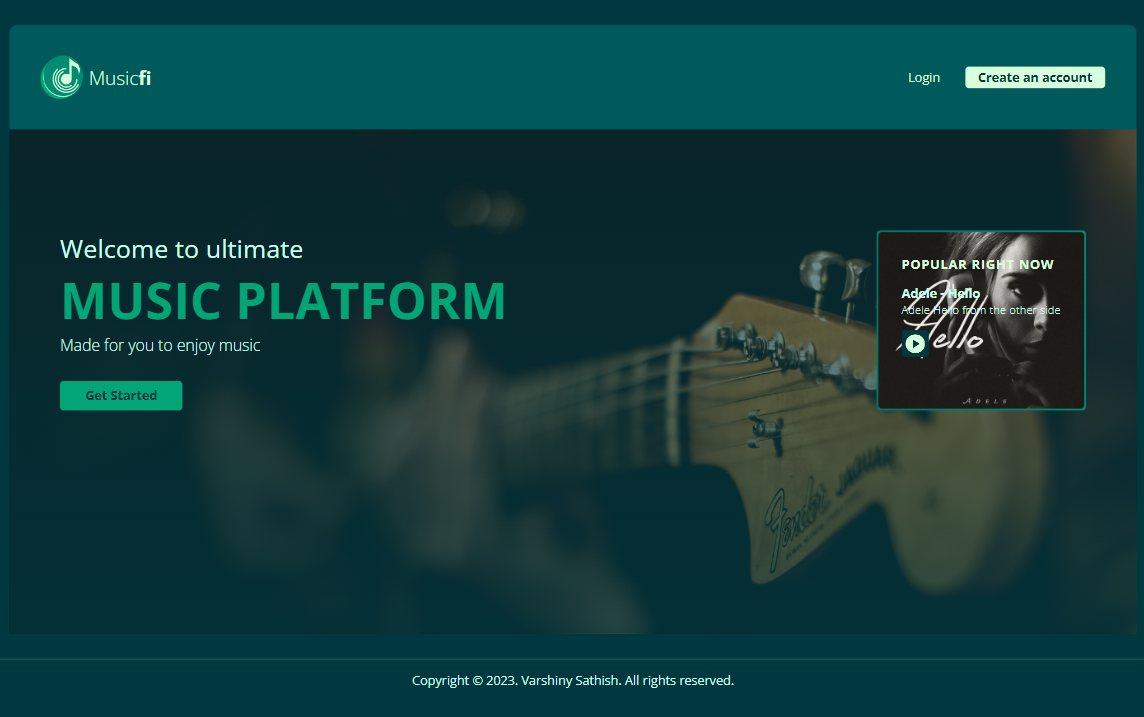 Musicfi
Login
Create an account
Welcome to ultimate
MUSIC PLATFORM
Made for you to enjoy music
Get Started
POPULAR RIGHT NOW
Adele - Hello
Adele Hello from the other side
Hello
ADELE
Fender
JAGUAR
Copyright © 2023. Varshiny Sathish. All rights reserved.